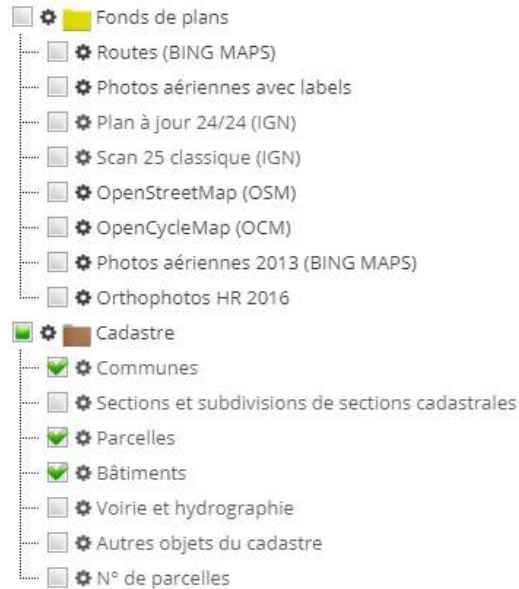 Fonds de plans
Routes (BING MAPS)
Photos aériennes avec labels
Plan à jour 24/24 (IGN)
Scan 25 classique (IGN)
OpenStreetMap (OSM)
OpenCycleMap (OCM)
Photos aériennes 2013 (BING MAPS)
Orthophotos HR 2016
Cadastre
Communes
Sections et subdivisions de sections cadastrales
Parcelles
Bâtiments
Voirie et hydrographie
Autres objets du cadastre
N° de parcelles